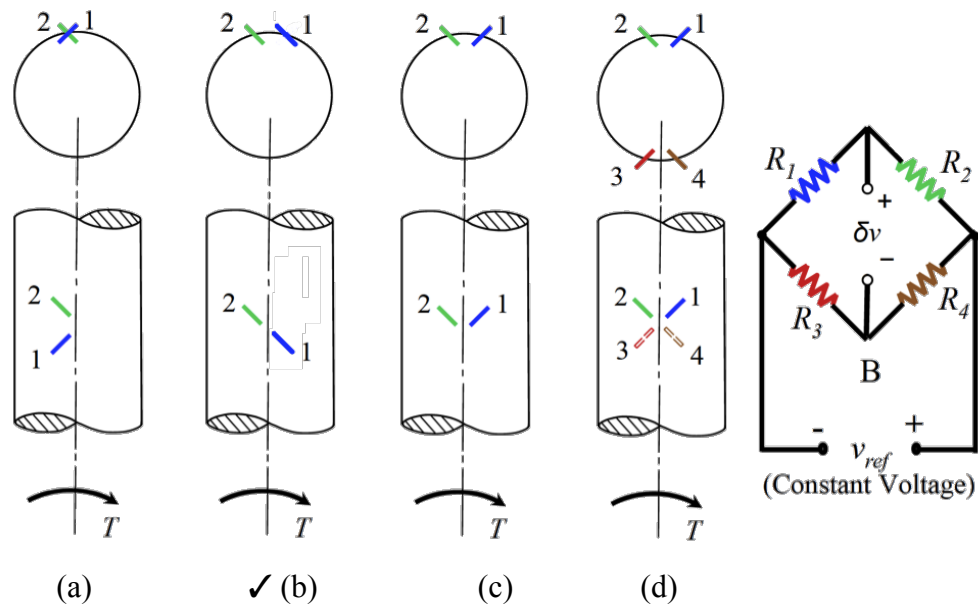 2 1
2 1
2 1
2 1
3 4
2
1
2
1
2 1
2 1
3 4
T
T
T
T
R1 R2
+
δv
−
R3 R4
B
- +
vref
(Constant Voltage)
(a) ✓ (b) (c) (d)